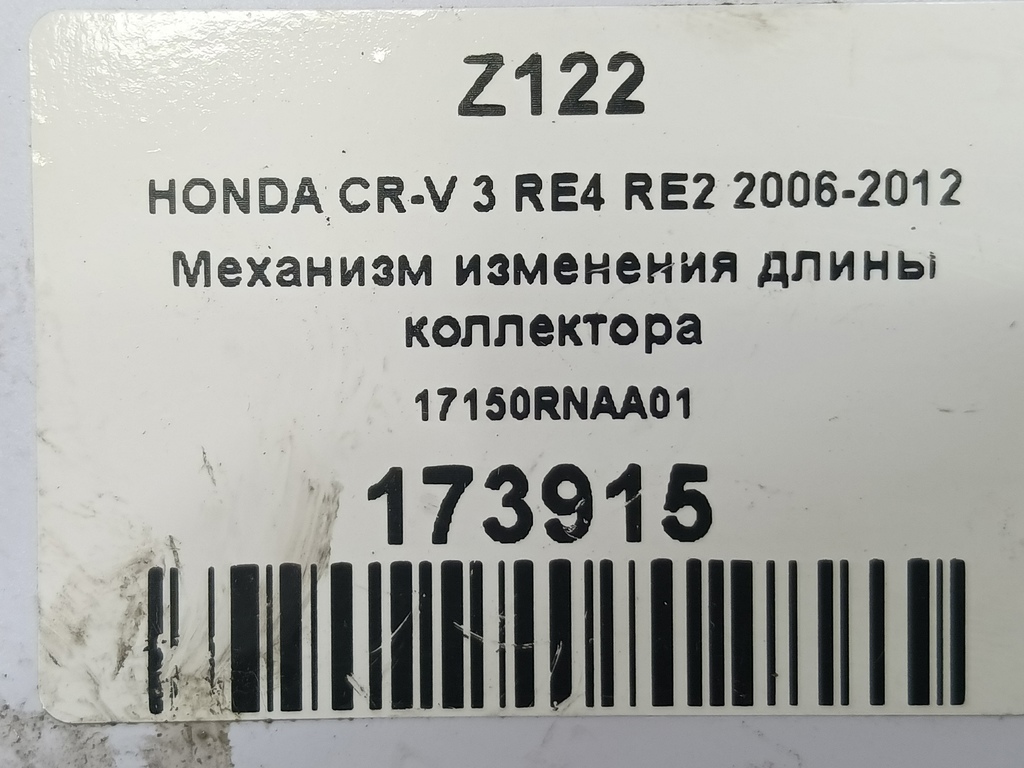 Z122
HONDA CR-V 3 RE4 RE2 2006-2012
Механизм изменения длины
коллектора
17150RNAA01
173915